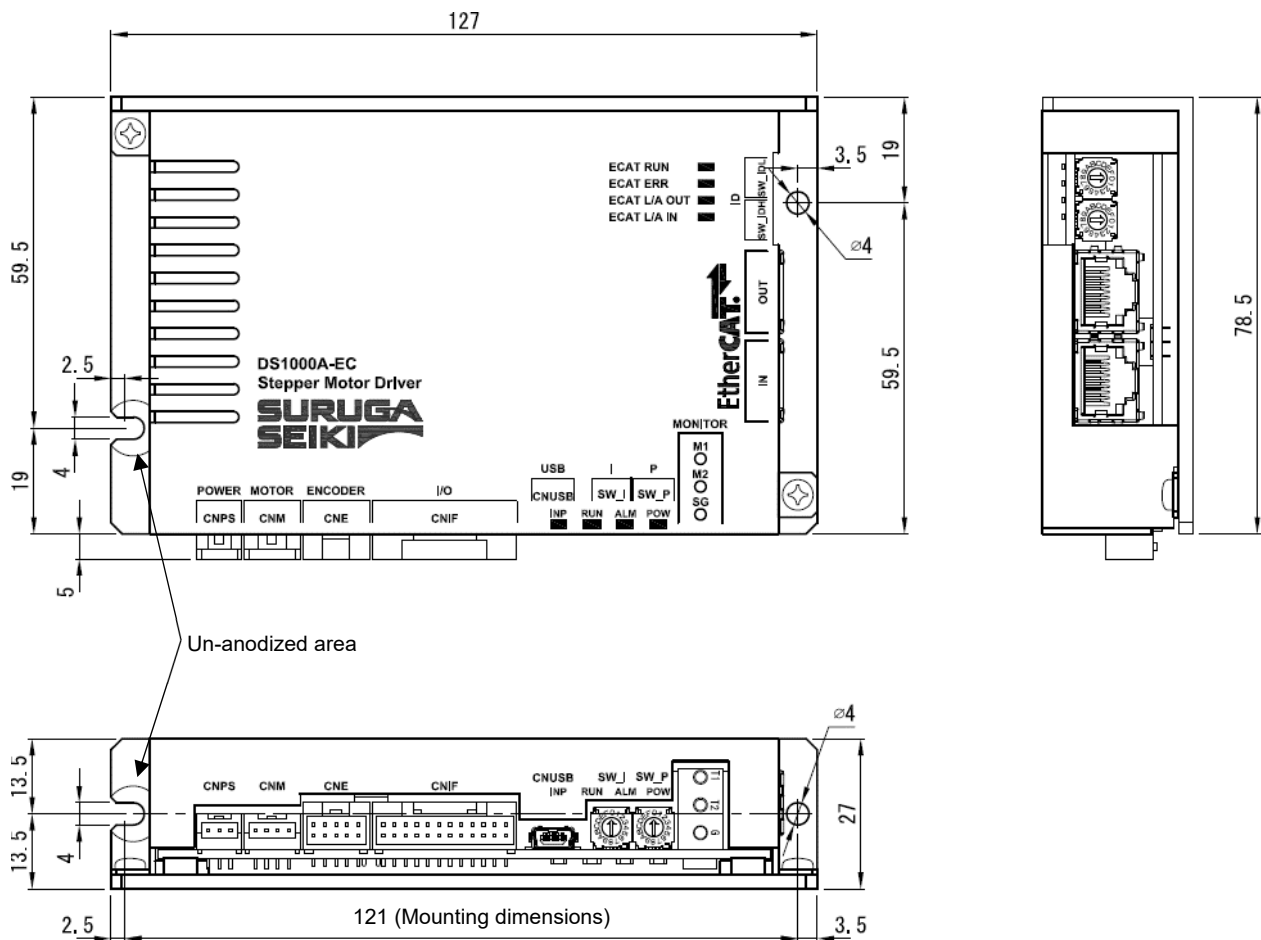 127
59.5
2.5
4
19
5
ECAT RUN
ECAT ERR
ECAT L/A OUT
ECAT L/A IN
SW_IDL
ID
SW_IDH
3.5
19
⌀4
OUT
EtherCAT.
IN
59.5
78.5
DS1000A-EC
Stepper Motor Driver
SURUGA
SEIKI
MONITOR
M1
M2
SG
USB I P
CNUSB SW_I SW_P
INP RUN ALM POW
POWER MOTOR ENCODER I/O
CNPS CNM CNE CNIF
Un-anodized area
⌀4
13.5
4
13.5
CNPS CNM CNE CNIF CNUSB SW_I SW_P
INP RUN ALM POW
T1
T2
G
27
2.5
121 (Mounting dimensions)
3.5